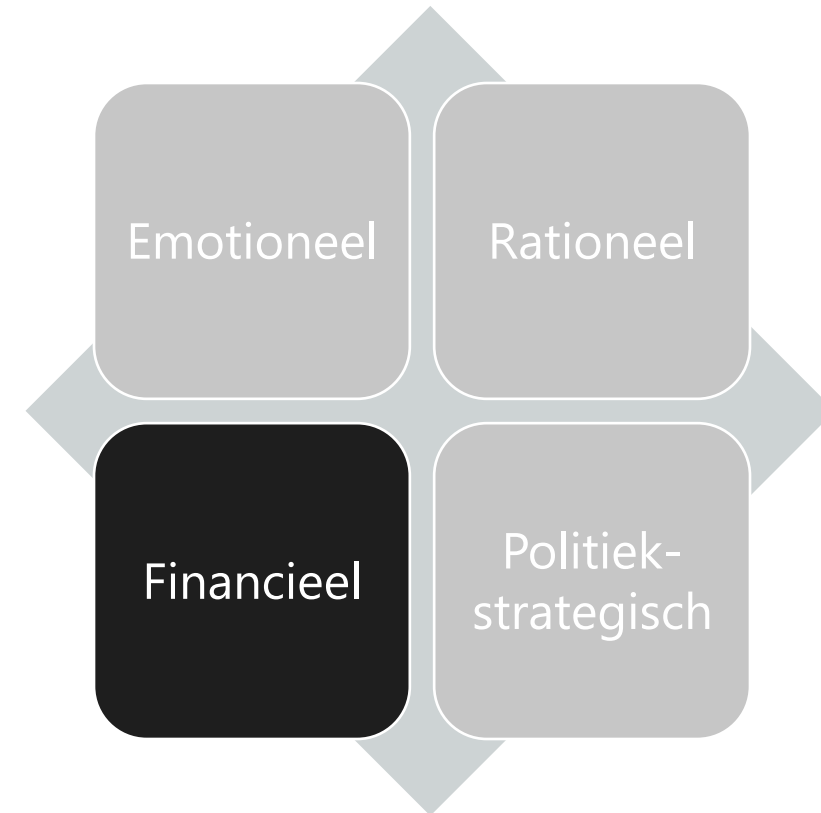 Emotioneel
Rationeel
Financieel
Politiek-
strategisch